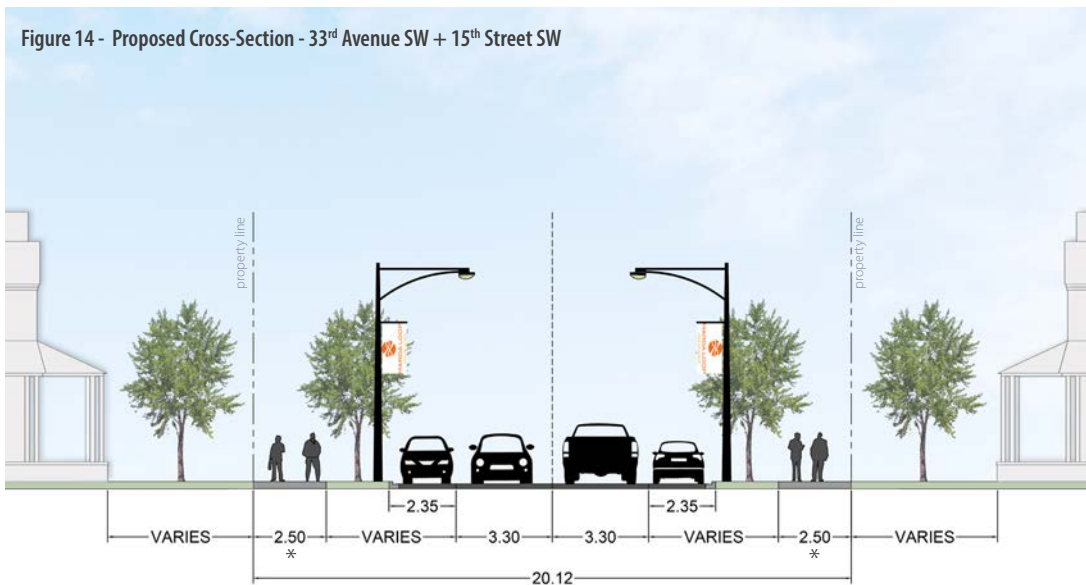 Figure 14 - Proposed Cross-Section - 33rd Avenue SW + 15th Street SW
property line
property line
2.35
2.35
VARIES
2.50
VARIES
3.30
3.30
VARIES
2.50
VARIES
*
*
20.12